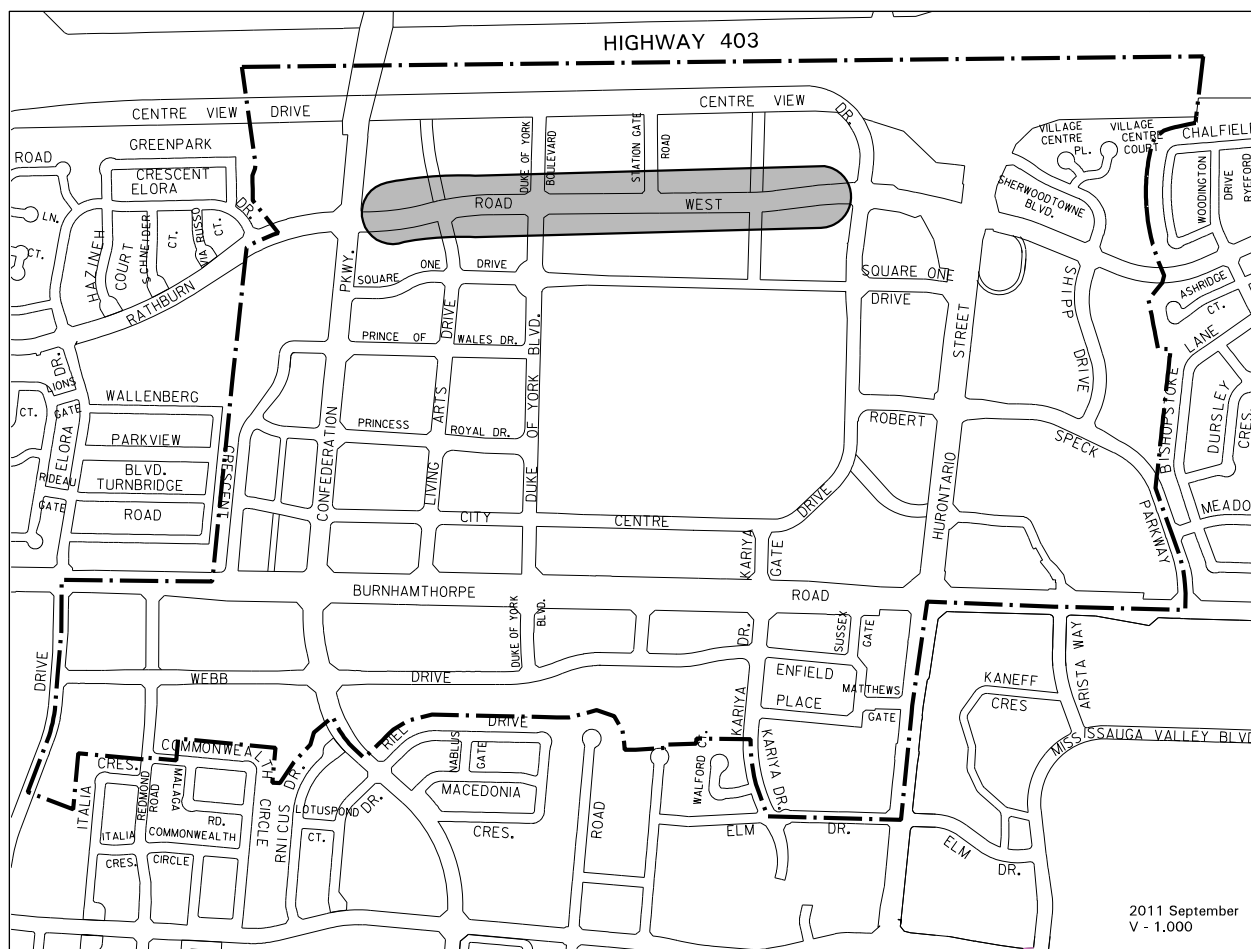 HIGHWAY 403
CENTRE VIEW DRIVE
CENTRE VIEW
DR.
GREENPARK
ROAD
CRESCENT
ELORA
DR.
LN.
CT.
HAZINEH
COURT
SCHNEIDER
CT.
VIA RUSSO
CT.
RATHBURN
DUKE OF YORK
BOULEVARD
STATION GATE
ROAD
ROAD WEST
VILLAGE
CENTRE
PL.
VILLAGE
CENTRE
COURT
CHALFIELD
SHERWOODTOWNE
BLVD.
WOODINGTON
DRIVE
RYEFORD
PKWY.
SQUARE ONE DRIVE
SQUARE ONE
DRIVE
SHIPP
DRIVE
ASHRIDGE
CT.
LANE
BISHOPSTOKE
PRINCE OF
WALES DR.
DRIVE
ARTS
LIVING
DUKE OF YORK BLVD.
STREET
HURONTARIO
DR.
LIONS
GATE
CT.
ELORA
RIDEAU
GATE
WALLENBERG
PARKVIEW
BLVD.
TURNBRIDGE
ROAD
CRESCENT
CONFEDERATION
PRINCESS
ROYAL DR.
ROBERT
SPECK
PARKWAY
DURSLEY
CRES.
MEADO
CITY CENTRE
DRIVE
KARIYA
GATE
BURNHAMTHORPE
ROAD
DUKE OF YORK
BLVD.
DR.
KARIYA
SUSSEX
GATE
ENFIELD
PLACE
MATTHEWS
GATE
DRIVE
WEBB DRIVE
KANEFF
CRES
ARISTA WAY
MISSISSAUGA VALLEY BLVD
RIEL DRIVE
COMMONWEALTH
CIRCLE
CRES.
ITALIA
REDMOND
ROAD
MALAGA
RD.
COMMONWEALTH
ITALIA
CRES.
CIRCLE
DR.
LOTUSPOND
CT.
DR.
NABLUS
GATE
MACEDONIA
CRES.
ROAD
WALFORD CT.
KARIYA DR.
ELM DR.
ELM
DR.
2011 September
V - 1.000